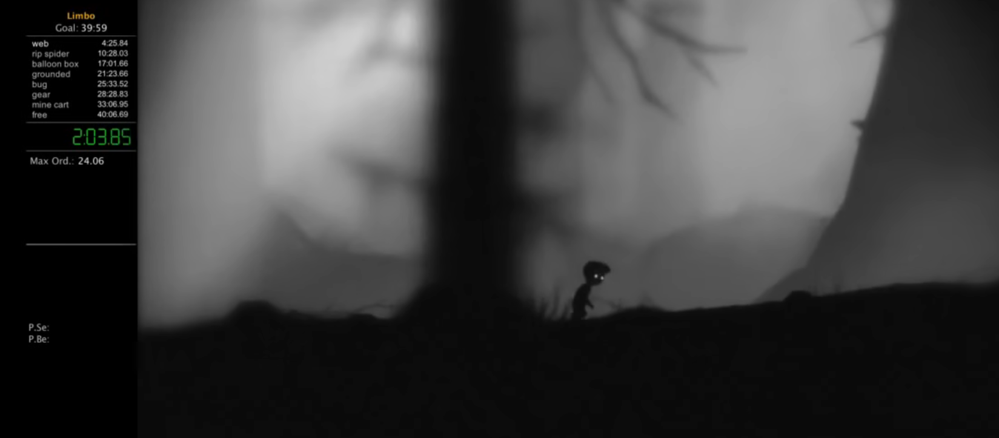 Limbo
Goal: 39:59
web 4:25.84
rip spider 10:28.03
balloon box 17:01.66
grounded 21:23.66
bug 25:33.52
gear 28:28.83
mine cart 33:06.95
free 40:06.69
2:03.85
Max Ord.: 24.06
P.Se:
P.Be: